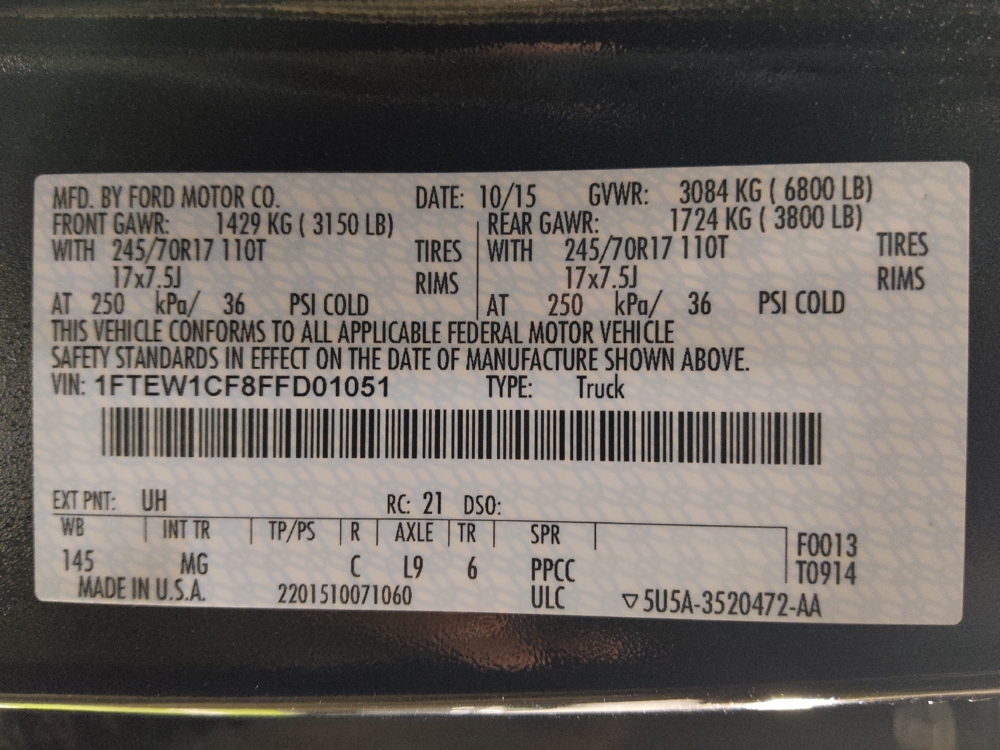 MFD. BY FORD MOTOR CO. DATE: 10/15 GVWR: 3084 KG ( 6800 LB)
FRONT GAWR: 1429 KG ( 3150 LB) REAR GAWR: 1724 KG ( 3800 LB)
WITH 245/70R17 110T TIRES WITH 245/70R17 110T TIRES
17x7.5J RIMS 17x7.5J RIMS
AT 250 kPa/ 36 PSI COLD AT 250 kPa/ 36 PSI COLD
THIS VEHICLE CONFORMS TO ALL APPLICABLE FEDERAL MOTOR VEHICLE
SAFETY STANDARDS IN EFFECT ON THE DATE OF MANUFACTURE SHOWN ABOVE.
VIN: 1FTEW1CF8FFD01051 TYPE: Truck
EXT PNT: UH RC: 21 DSO:
WB INT TR TP/PS R AXLE TR SPR
F0013
145 MG C L9 6 PPCC T0914
MADE IN U.S.A. 2201510071060 ULC ▽5U5A-3520472-AA